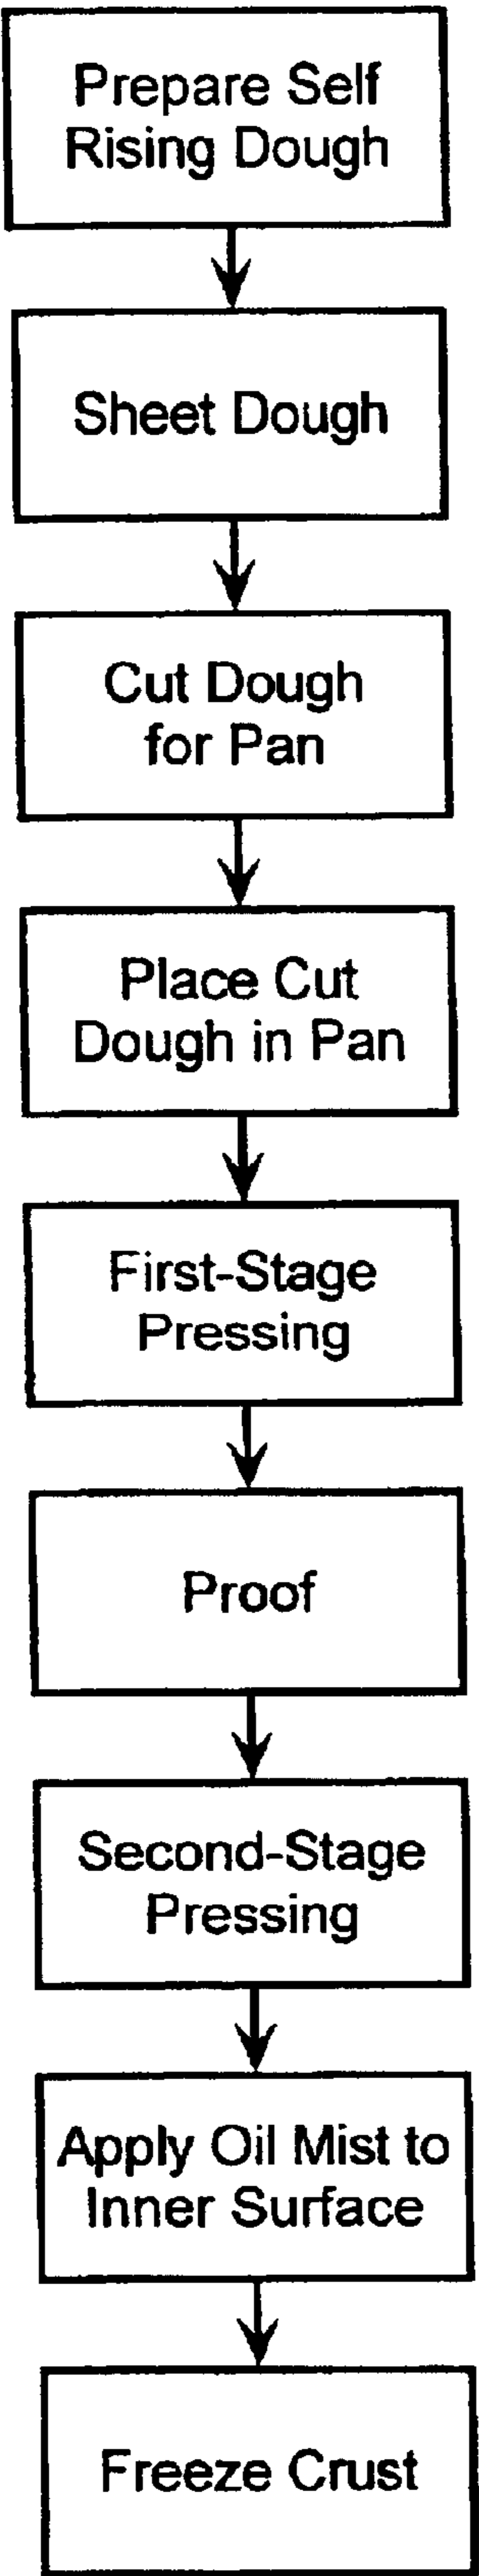 Prepare Self
Rising Dough
Sheet Dough
Cut Dough
for Pan
Place Cut
Dough in Pan
First-Stage
Pressing
Proof
Second-Stage
Pressing
Apply Oil Mist to
Inner Surface
Freeze Crust